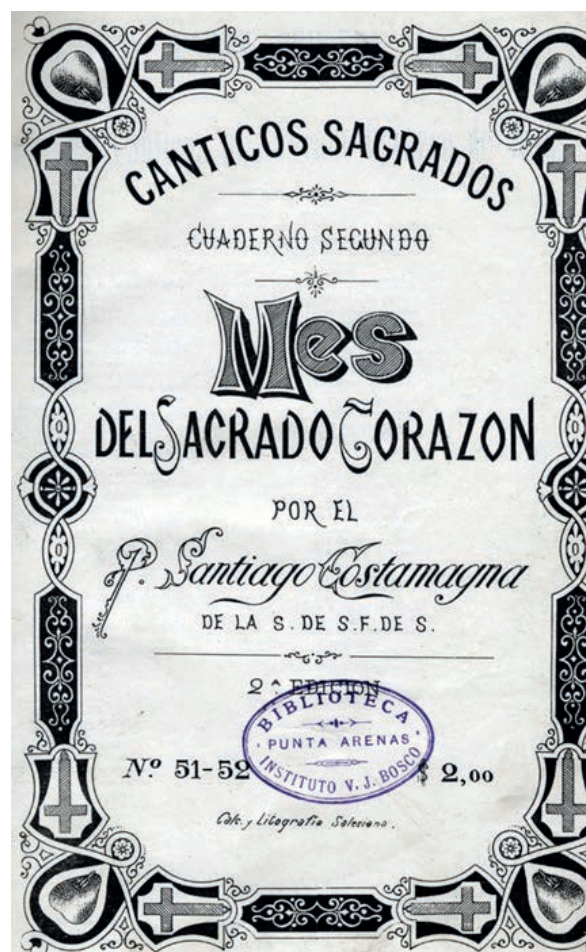 CANTICOS SAGRADOS
CUADERNO SEGUNDO
Mes
DEL SACRADO CORAZON
POR EL
P. Santiago Costamagna
DE LA S. DE S. F. DE S.
2ª EDICION
BIBLIOTECA
PUNTA ARENAS
INSTITUTO V. J. BOSCO
Nº 51-52 $ 2,00
Calc. y Litografia Salesiana.